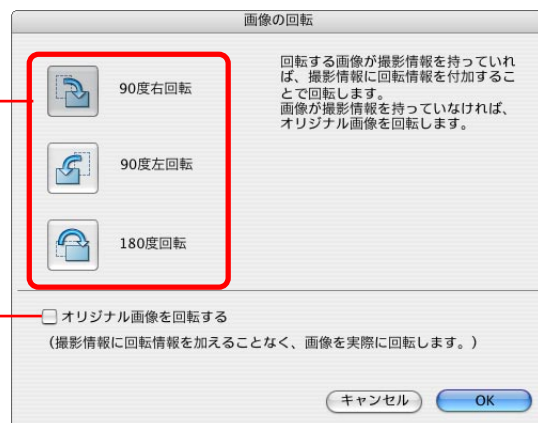 画像の回転
90度右回転
回転する画像が撮影情報を持っていれ
ば、撮影情報に回転情報を付加するこ
とで回転します。
画像が撮影情報を持っていなければ、
オリジナル画像を回転します。
90度左回転
180度回転
オリジナル画像を回転する
(撮影情報に回転情報を加えることなく、画像を実際に回転します。)
キャンセル
OK